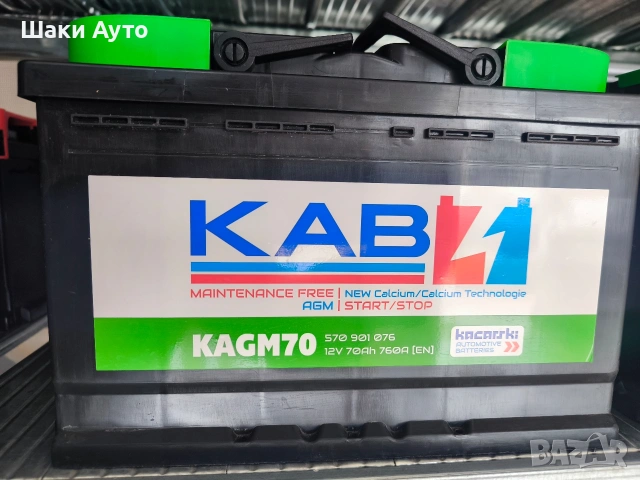 Шаки Ауто
KAB
MAINTENANCE FREE | NEW Calcium/Calcium Technologie
AGM | START/STOP
KAGM70
570 901 076
12V 70Ah 760A [EN]
kacarski
AUTOMOTIVE
BATTERIES
BAZAR